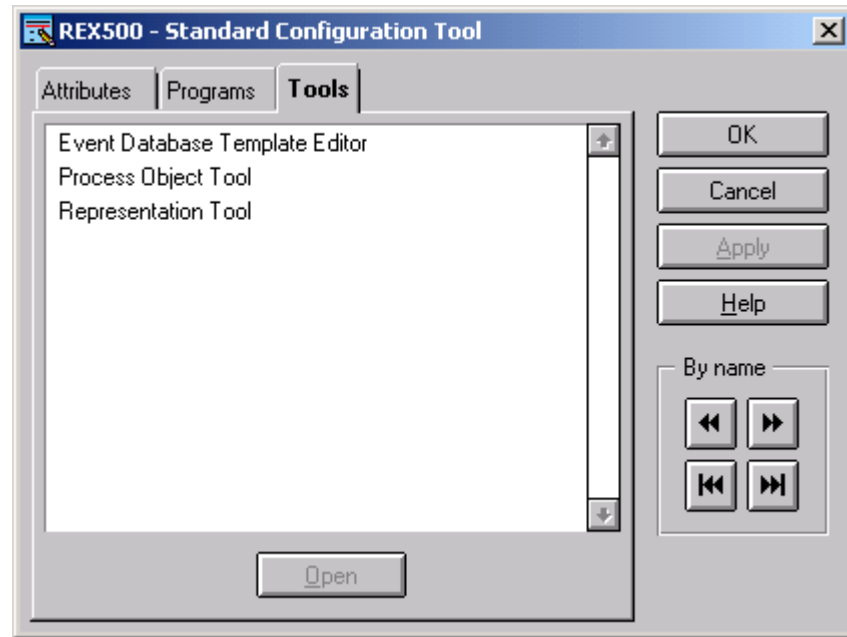 REX500 - Standard Configuration Tool
Attributes Programs Tools
Event Database Template Editor
Process Object Tool
Representation Tool
Open
OK
Cancel
Apply
Help
By name